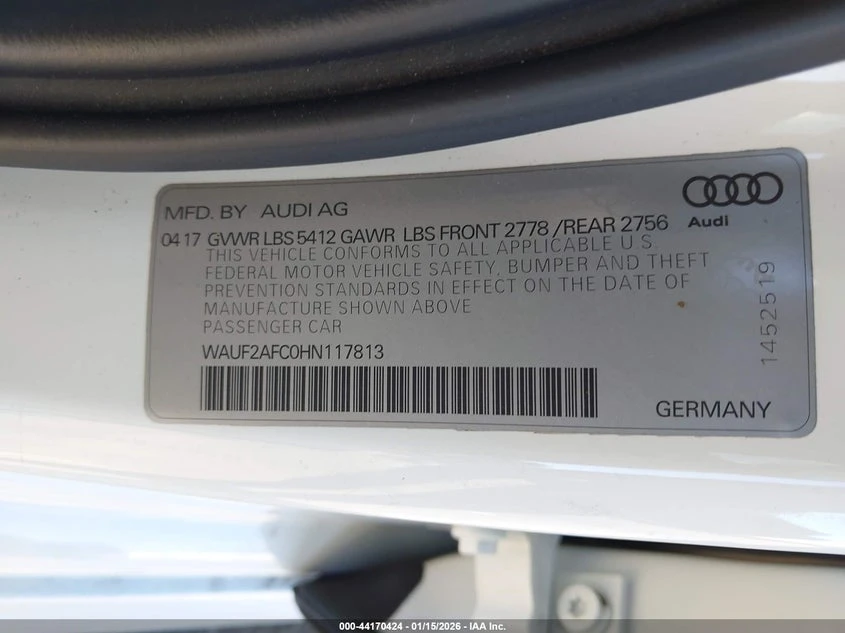 MFD. BY AUDI AG
Audi
04 17 GVWR LBS 5412 GAWR LBS FRONT 2778 /REAR 2756
THIS VEHICLE CONFORMS TO ALL APPLICABLE U S.
FEDERAL MOTOR VEHICLE SAFETY, BUMPER AND THEFT
PREVENTION STANDARDS IN EFFECT ON THE DATE OF
MANUFACTURE SHOWN ABOVE
PASSENGER CAR
WAUF2AFC0HN117813
GERMANY
1452519
000-44170424 - 01/15/2026 - IAA Inc.